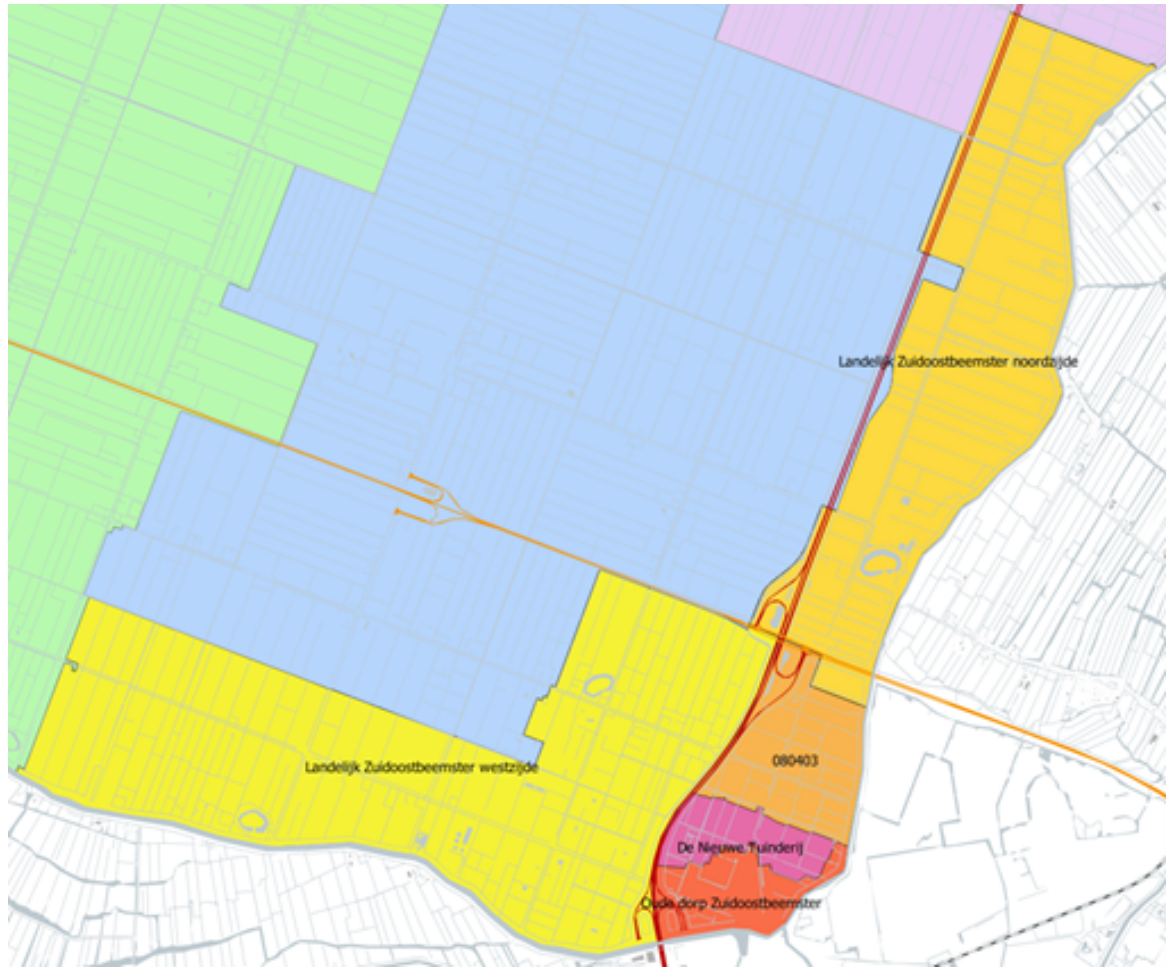 Landelijk Zuidoostbeemster noordzijde
080403
Landelijk Zuidoostbeemster westzijde
De Nieuwe Tuinderij
Oude dorp Zuidoostbeemster